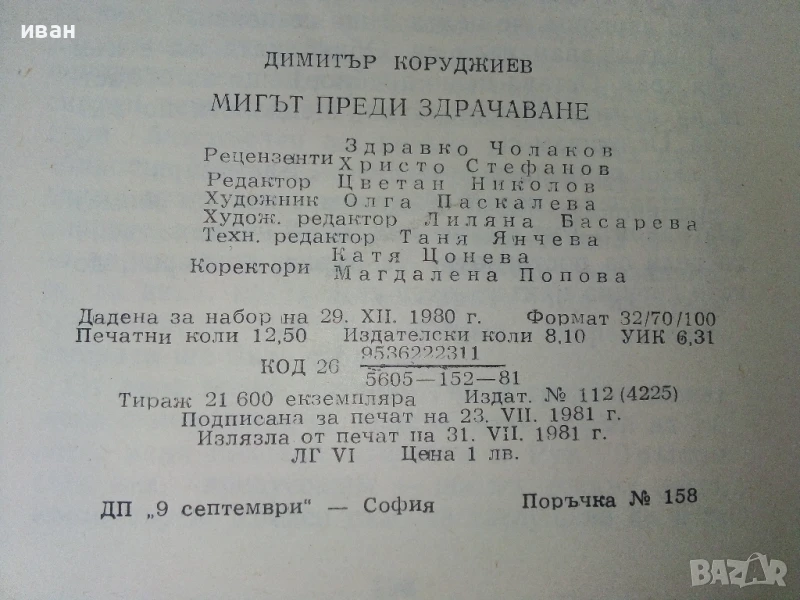 иван
ДИМИТЪР КОРУДЖИЕВ
МИГЪТ ПРЕДИ ЗДРАЧАВАНЕ
Рецензенти Здравко Чолаков
Христо Стефанов
Редактор Цветан Николов
Художник Олга Паскалева
Худож. редактор Лиляна Басарева
Техн. редактор Таня Янчева
Коректори Катя Цонева
Магдалена Попова
Дадена за набор на 29. XII. 1980 г. Формат 32/70/100
Печатни коли 12,50 Издателски коли 8,10 УИК 6,31
КОД 26 9536222311
5605—152—81
Тираж 21 600 екземпляра Издат. № 112 (4225)
Подписана за печат на 23. VII. 1981 г.
Излязла от печат на 31. VII. 1981 г.
ЛГ VI Цена 1 лв.
ДП „9 септември“ — София Поръчка № 158
BAZAR